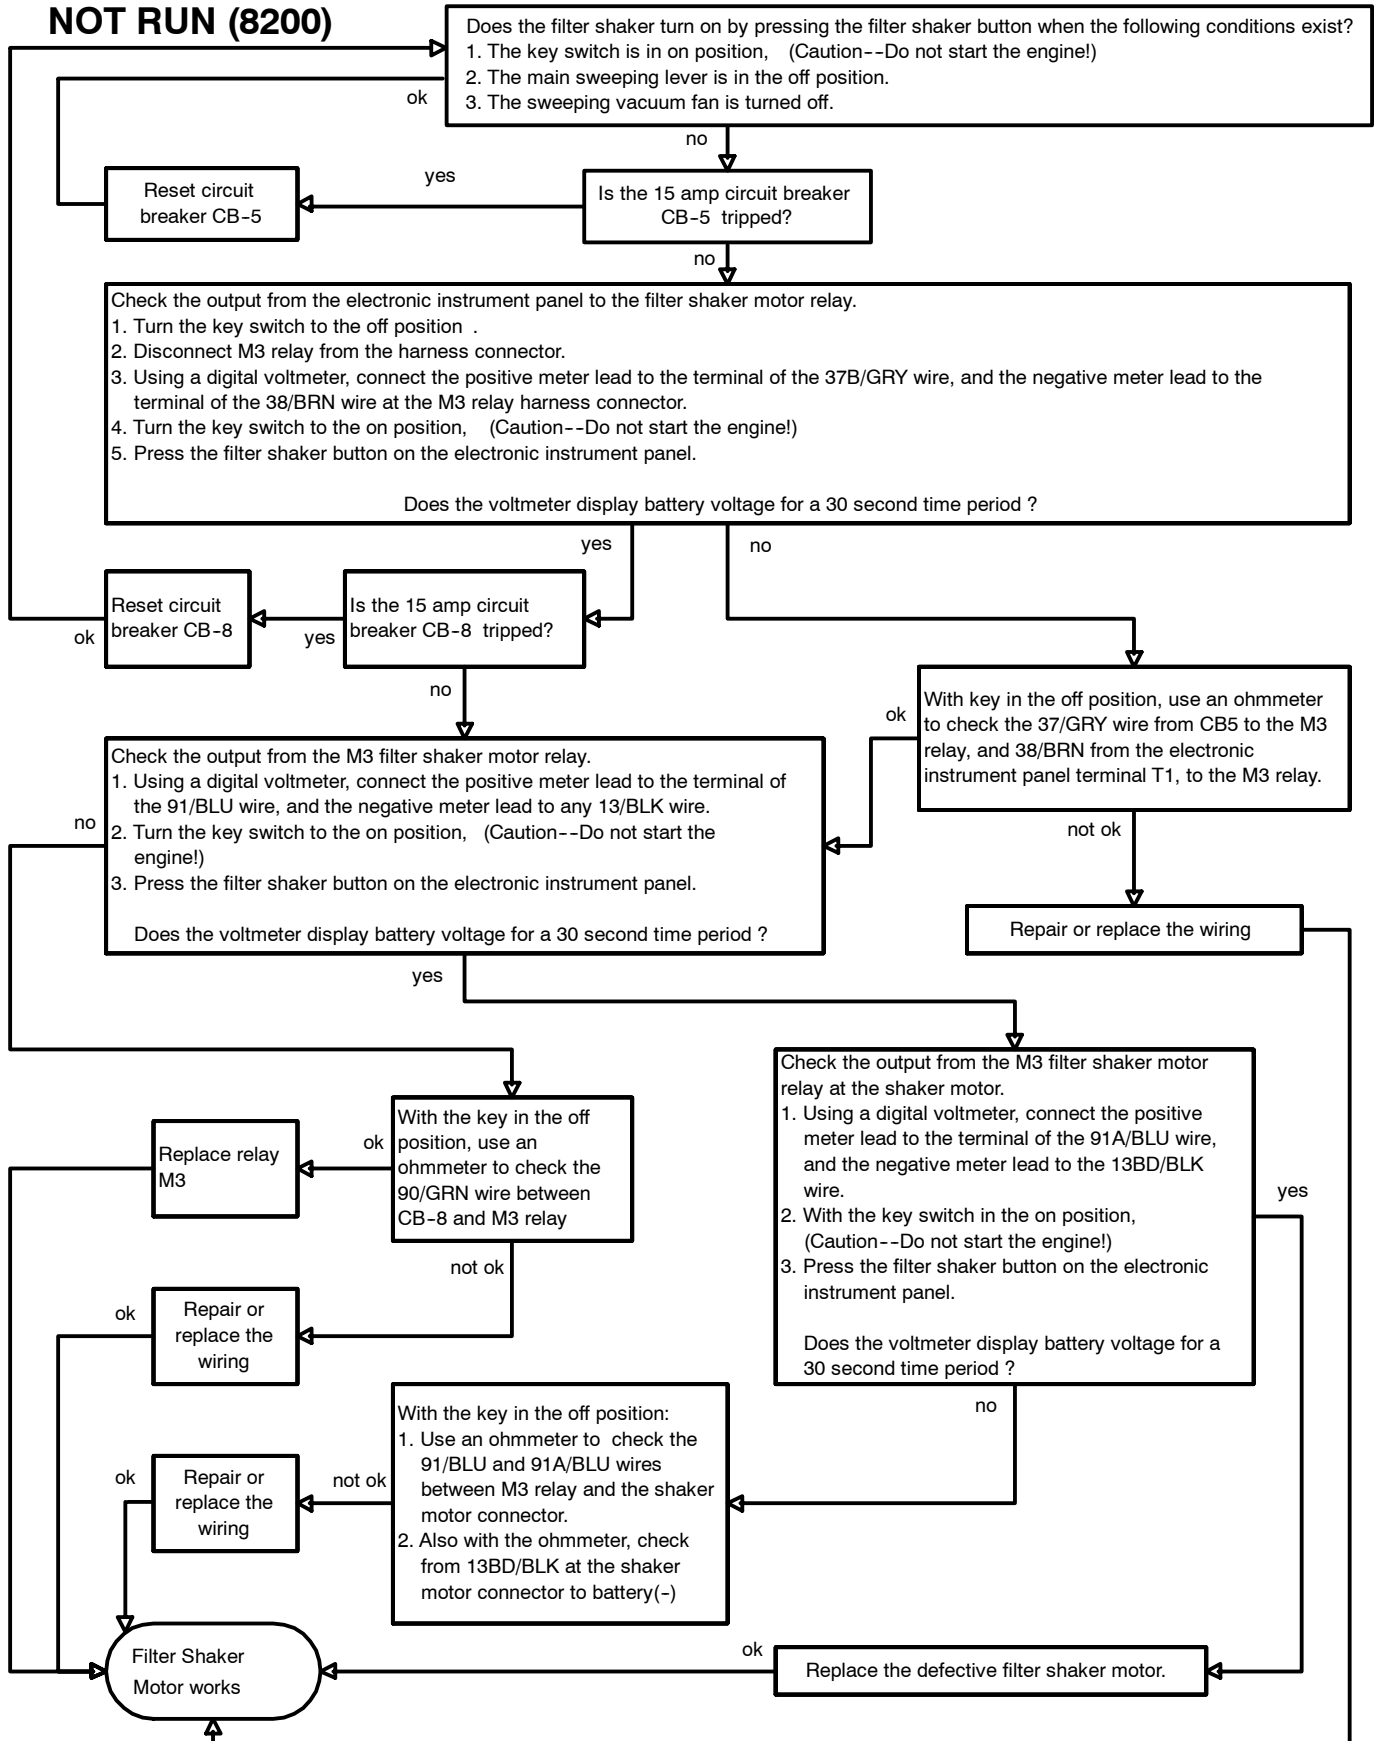 NOT RUN (8200)
Does the filter shaker turn on by pressing the filter shaker button when the following conditions exist?
1. The key switch is in on position, (Caution--Do not start the engine!)
2. The main sweeping lever is in the off position.
3. The sweeping vacuum fan is turned off.
ok
no
Reset circuit
breaker CB-5
yes
Is the 15 amp circuit breaker
CB-5 tripped?
no
Check the output from the electronic instrument panel to the filter shaker motor relay.
1. Turn the key switch to the off position .
2. Disconnect M3 relay from the harness connector.
3. Using a digital voltmeter, connect the positive meter lead to the terminal of the 37B/GRY wire, and the negative meter lead to the
terminal of the 38/BRN wire at the M3 relay harness connector.
4. Turn the key switch to the on position, (Caution--Do not start the engine!)
5. Press the filter shaker button on the electronic instrument panel.
Does the voltmeter display battery voltage for a 30 second time period ?
yes
no
Reset circuit
breaker CB-8
ok
yes
Is the 15 amp circuit
breaker CB-8 tripped?
no
With key in the off position, use an ohmmeter
to check the 37/GRY wire from CB5 to the M3
relay, and 38/BRN from the electronic
instrument panel terminal T1, to the M3 relay.
ok
not ok
Check the output from the M3 filter shaker motor relay.
1. Using a digital voltmeter, connect the positive meter lead to the terminal of
the 91/BLU wire, and the negative meter lead to any 13/BLK wire.
2. Turn the key switch to the on position, (Caution--Do not start the
engine!)
3. Press the filter shaker button on the electronic instrument panel.
Does the voltmeter display battery voltage for a 30 second time period ?
no
yes
Repair or replace the wiring
Check the output from the M3 filter shaker motor
relay at the shaker motor.
1. Using a digital voltmeter, connect the positive
meter lead to the terminal of the 91A/BLU wire,
and the negative meter lead to the 13BD/BLK
wire.
2. With the key switch in the on position,
(Caution--Do not start the engine!)
3. Press the filter shaker button on the electronic
instrument panel.
Does the voltmeter display battery voltage for a
30 second time period ?
yes
no
With the key in the off
position, use an
ohmmeter to check the
90/GRN wire between
CB-8 and M3 relay
ok
not ok
Replace relay
M3
ok
Repair or
replace the
wiring
With the key in the off position:
1. Use an ohmmeter to check the
91/BLU and 91A/BLU wires
between M3 relay and the shaker
motor connector.
2. Also with the ohmmeter, check
from 13BD/BLK at the shaker
motor connector to battery(-)
not ok
ok
Repair or
replace the
wiring
Filter Shaker
Motor works
ok
Replace the defective filter shaker motor.